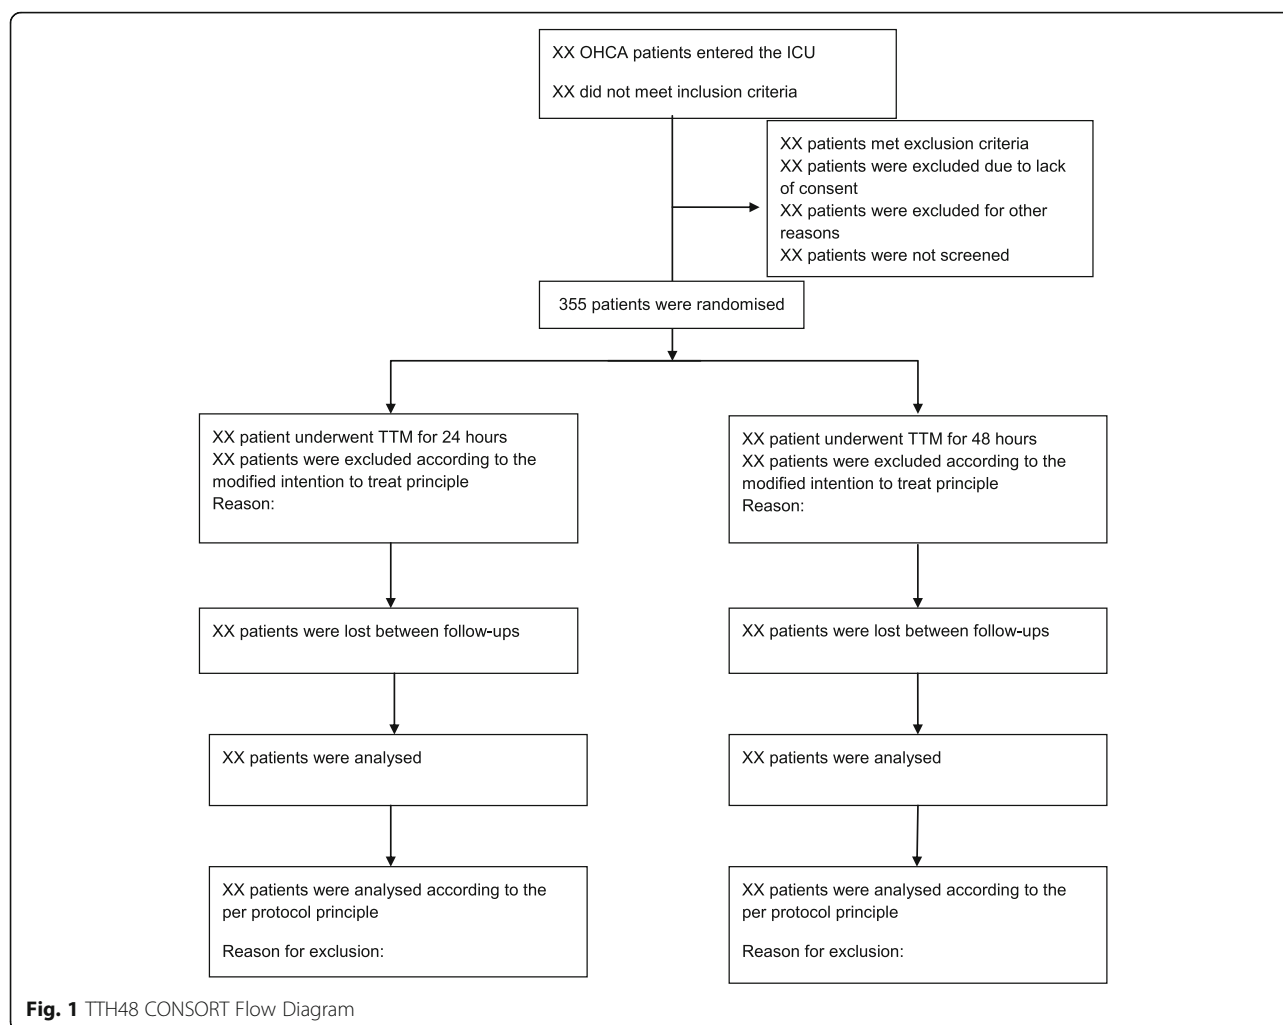 XX OHCA patients entered the ICU
XX did not meet inclusion criteria
XX patients met exclusion criteria
XX patients were excluded due to lack
of consent
XX patients were excluded for other
reasons
XX patients were not screened
355 patients were randomised
XX patient underwent TTM for 24 hours
XX patients were excluded according to the
modified intention to treat principle
Reason:
XX patient underwent TTM for 48 hours
XX patients were excluded according to the
modified intention to treat principle
Reason:
XX patients were lost between follow-ups
XX patients were lost between follow-ups
XX patients were analysed
XX patients were analysed
XX patients were analysed according to the
per protocol principle
Reason for exclusion:
XX patients were analysed according to the
per protocol principle
Reason for exclusion:
Fig. 1 TTH48 CONSORT Flow Diagram